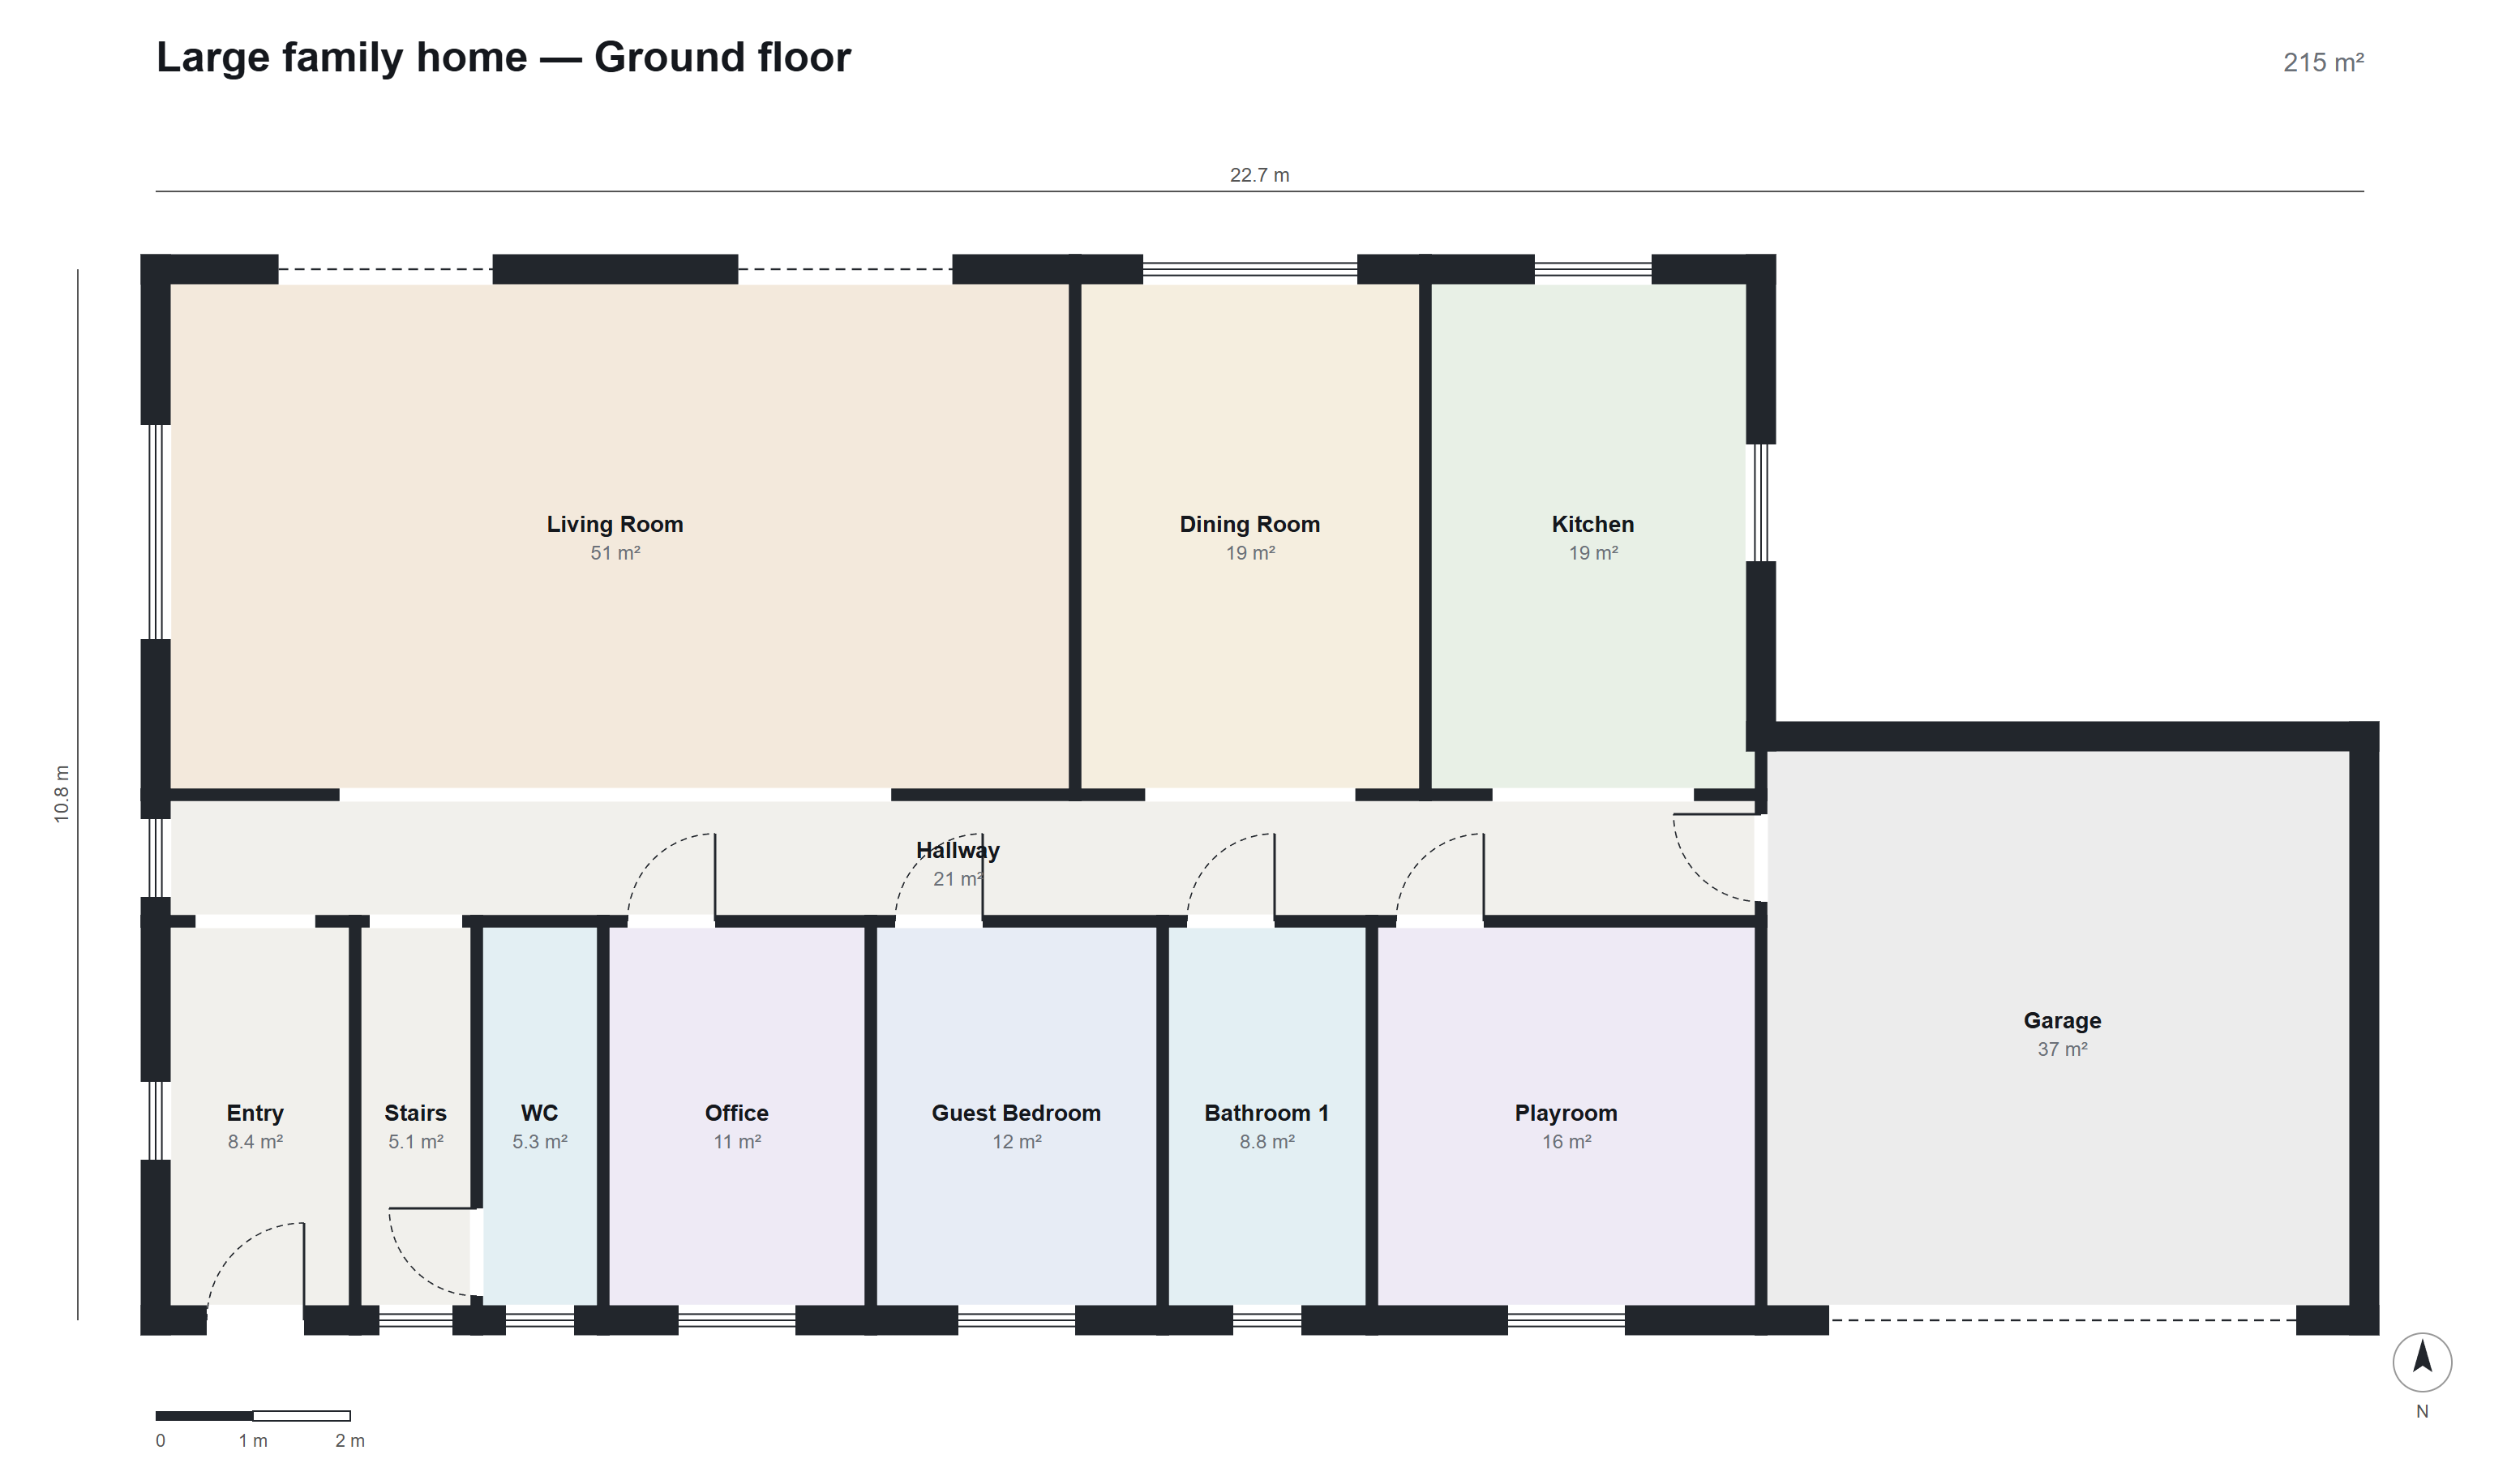 Large family home — Ground floor
215 m²
22.7 m
10.8 m
Living Room
51 m²
Dining Room
19 m²
Kitchen
19 m²
Hallway
21 m²
Garage
37 m²
Entry
8.4 m²
Stairs
5.1 m²
WC
5.3 m²
Office
11 m²
Guest Bedroom
12 m²
Bathroom 1
8.8 m²
Playroom
16 m²
0 1 m 2 m
N